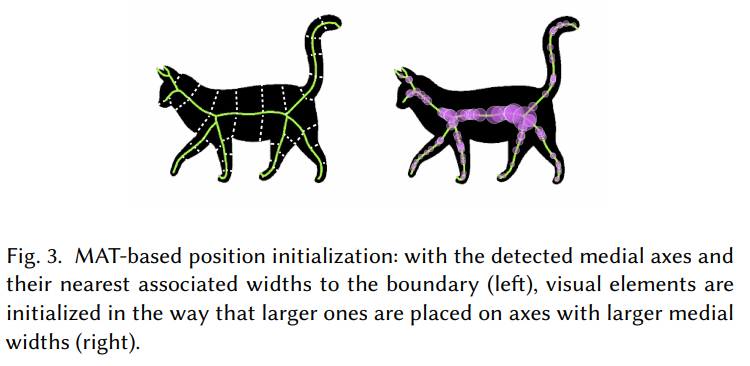 Fig. 3. MAT-based position initialization: with the detected medial axes and
their nearest associated widths to the boundary (left), visual elements are
initialized in the way that larger ones are placed on axes with larger medial
widths (right).